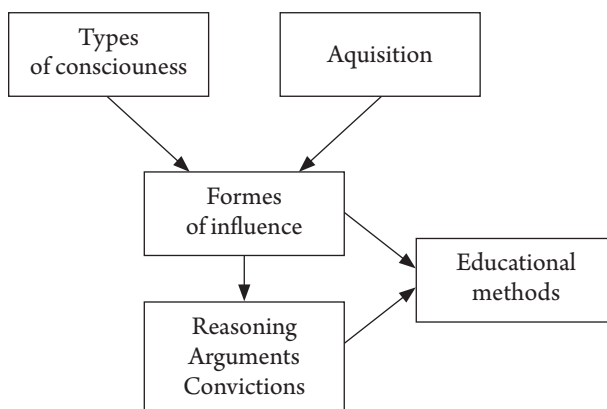 Types
of consciouness
Aquisition
Formes
of influence
Educational
methods
Reasoning
Arguments
Convictions